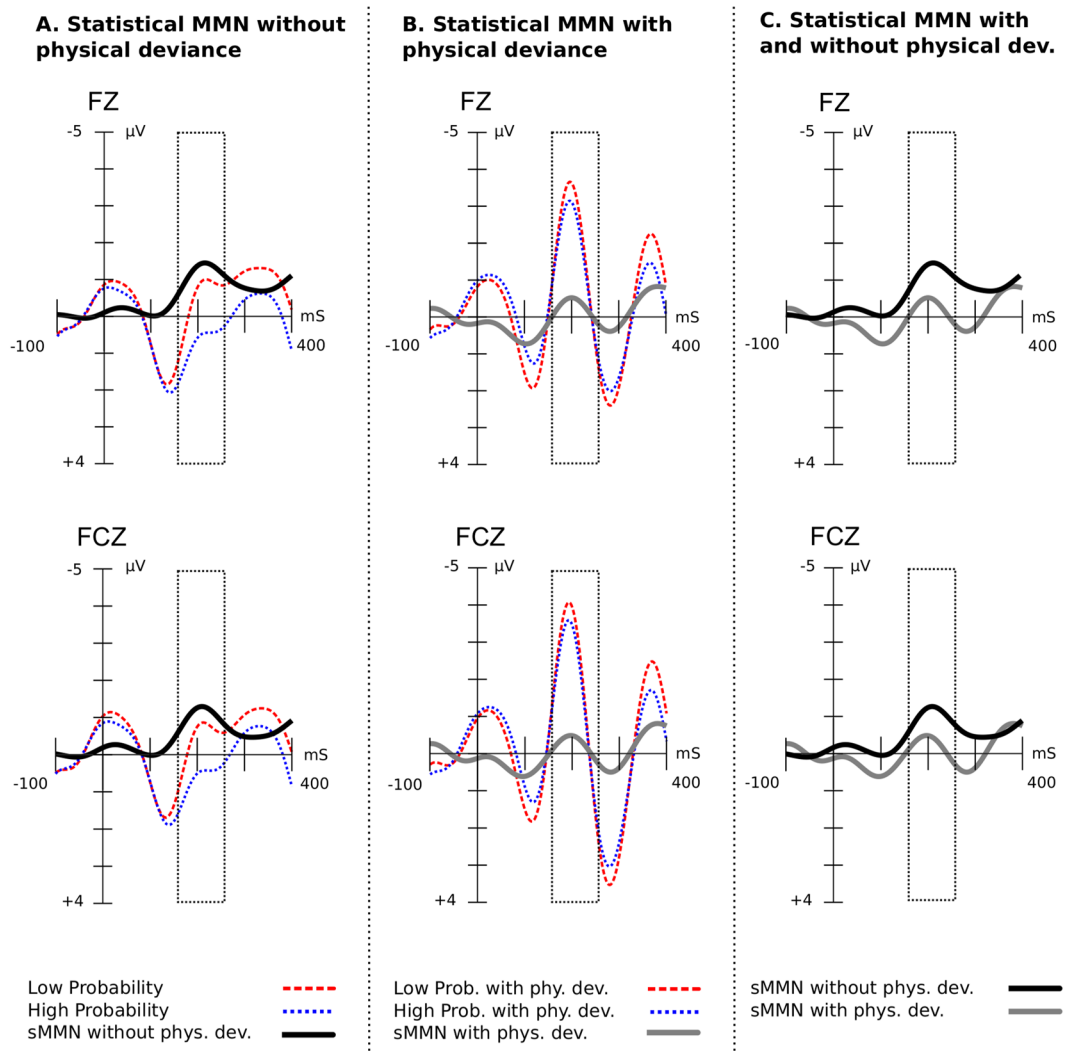 A. Statistical MMN without
physical deviance
FZ
-5 µV
mS
-100
400
+4
FCZ
-5 µV
mS
-100
400
+4
Low Probability
High Probability
sMMN without phys. dev.
B. Statistical MMN with
physical deviance
FZ
-5 µV
mS
-100
400
+4
FCZ
-5 µV
mS
-100
400
+4
Low Prob. with phy. dev.
High Prob. with phy. dev.
sMMN with phys. dev.
C. Statistical MMN with
and without physical dev.
FZ
-5 µV
mS
-100
400
+4
FCZ
-5 µV
mS
-100
400
+4
sMMN without phys. dev.
sMMN with phys. dev.